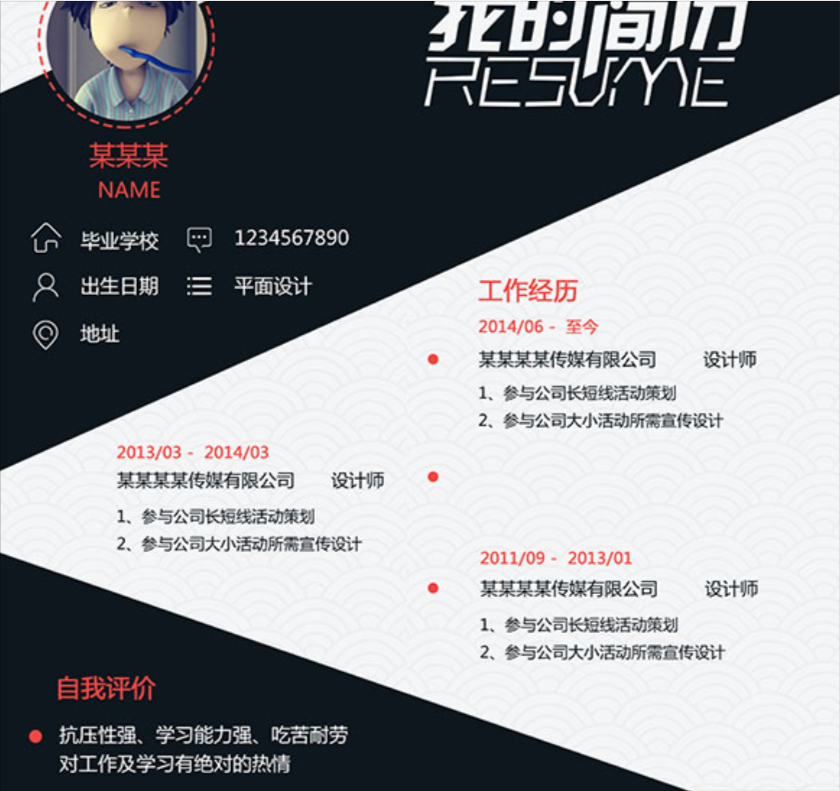 我的简历
RESUME
某某某
NAME
毕业学校
1234567890
出生日期
平面设计
地址
工作经历
2014/06 - 至今
某某某某传媒有限公司 设计师
1、参与公司长短线活动策划
2、参与公司大小活动所需宣传设计
2013/03 - 2014/03
某某某某传媒有限公司 设计师
1、参与公司长短线活动策划
2、参与公司大小活动所需宣传设计
2011/09 - 2013/01
某某某某传媒有限公司 设计师
1、参与公司长短线活动策划
2、参与公司大小活动所需宣传设计
自我评价
抗压性强、学习能力强、吃苦耐劳
对工作及学习有绝对的热情